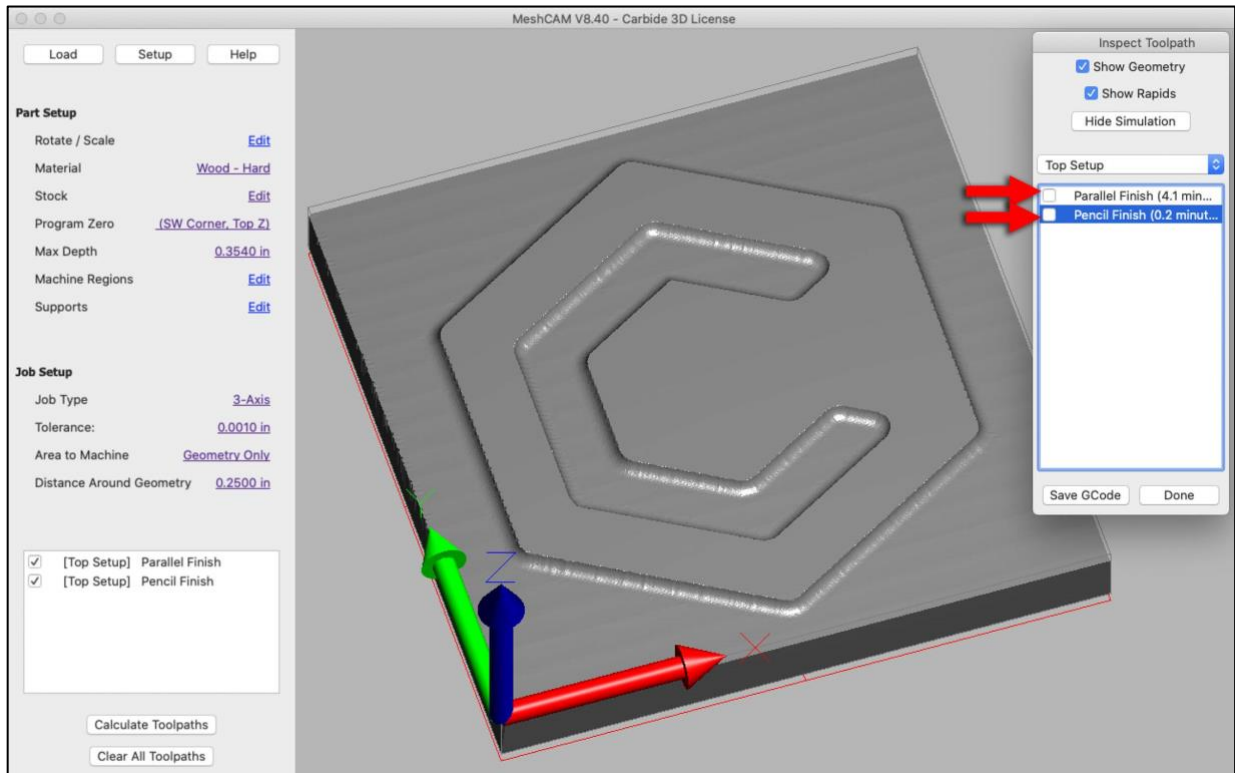 MeshCAM V8.40 - Carbide 3D License
Load Setup Help
Part Setup
Rotate / Scale Edit
Material Wood - Hard
Stock Edit
Program Zero (SW Corner, Top Z)
Max Depth 0.3540 in
Machine Regions Edit
Supports Edit
Job Setup
Job Type 3-Axis
Tolerance: 0.0010 in
Area to Machine Geometry Only
Distance Around Geometry 0.2500 in
[Top Setup] Parallel Finish
[Top Setup] Pencil Finish
Calculate Toolpaths
Clear All Toolpaths
Y
Z
X
Inspect Toolpath
Show Geometry
Show Rapids
Hide Simulation
Top Setup
Parallel Finish (4.1 min...
Pencil Finish (0.2 minut...
Save GCode Done